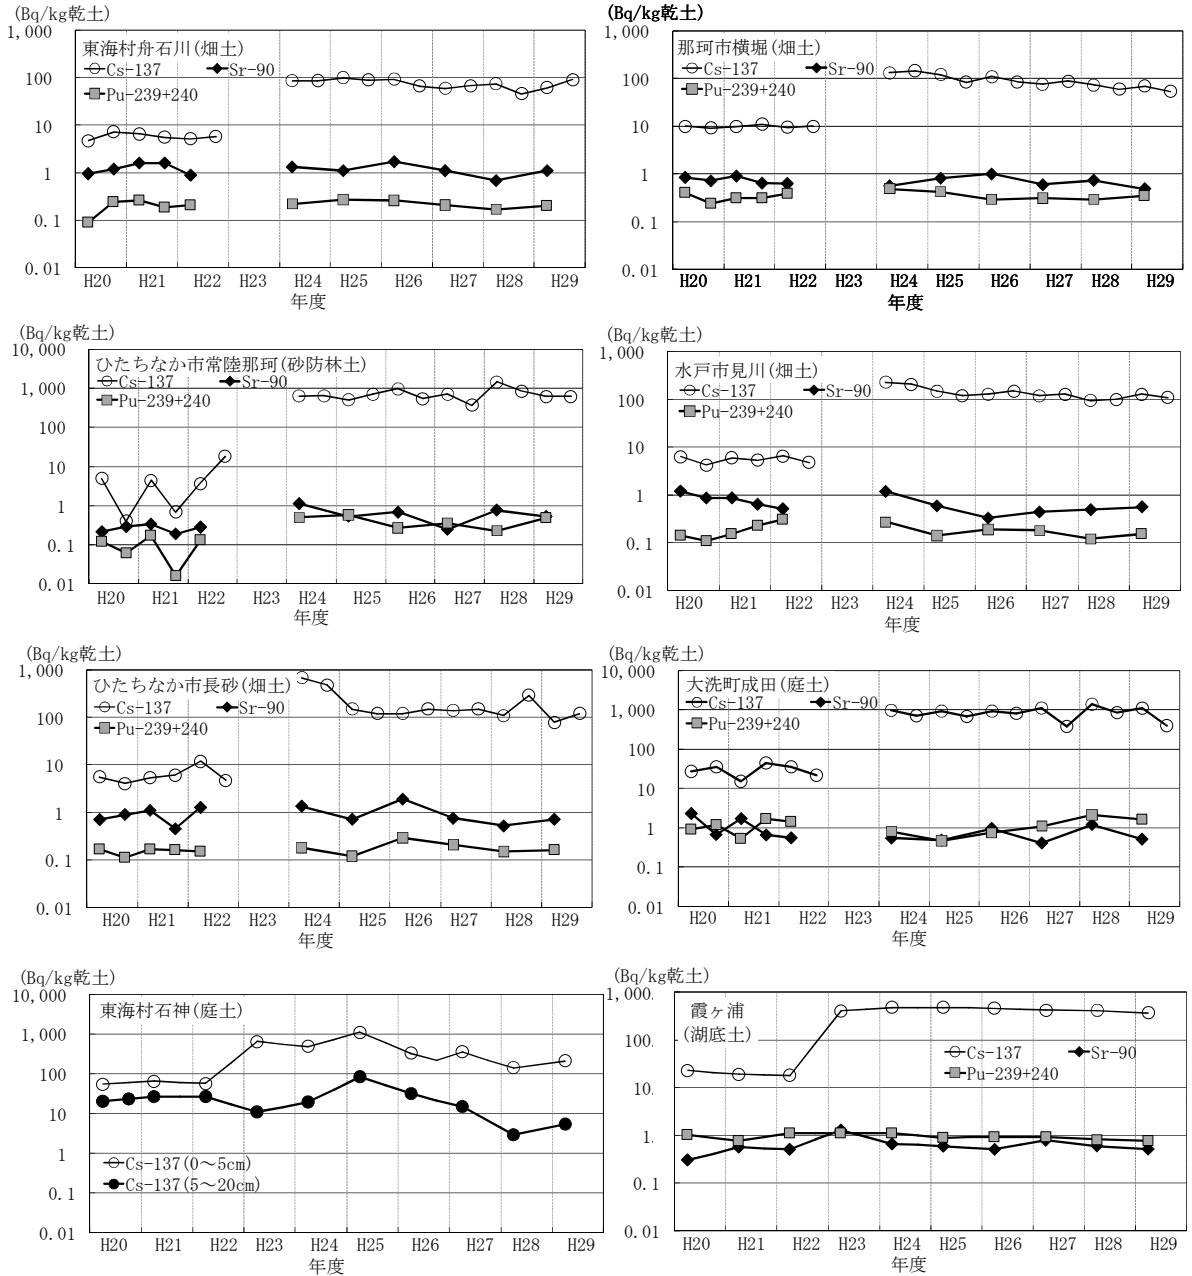 (Bq/kg乾土)
東海村舟石川(畑土)
Cs-137 Sr-90
Pu-239+240
1,000
100
10
1
0.1
0.01
H20 H21 H22 H23 H24 H25 H26 H27 H28 H29
年度
(Bq/kg乾土)
那珂市横堀(畑土)
Cs-137 Sr-90
Pu-239+240
1,000
100
10
1
0.1
0.01
H20 H21 H22 H23 H24 H25 H26 H27 H28 H29
年度
(Bq/kg乾土)
ひたちなか市常陸那珂(砂防林土)
Cs-137 Sr-90
Pu-239+240
10,000
1,000
100
10
1
0.1
0.01
H20 H21 H22 H23 H24 H25 H26 H27 H28 H29
年度
(Bq/kg乾土)
水戸市見川(畑土)
Cs-137 Sr-90
Pu-239+240
1,000
100
10
1
0.1
0.01
H20 H21 H22 H23 H24 H25 H26 H27 H28 H29
年度
(Bq/kg乾土)
ひたちなか市長砂(畑土)
Cs-137 Sr-90
Pu-239+240
1,000
100
10
1
0.1
0.01
H20 H21 H22 H23 H24 H25 H26 H27 H28 H29
年度
(Bq/kg乾土)
大洗町成田(庭土)
Cs-137 Sr-90
Pu-239+240
10,000
1,000
100
10
1
0.1
0.01
H20 H21 H22 H23 H24 H25 H26 H27 H28 H29
年度
(Bq/kg乾土)
東海村石神(庭土)
10,000
1,000
100
10
1
0.1
0.01
Cs-137(0～5cm)
Cs-137(5～20cm)
H20 H21 H22 H23 H24 H25 H26 H27 H28 H29
年度
(Bq/kg乾土)
霞ヶ浦
(湖底土)
Cs-137 Sr-90
Pu-239+240
1,000.
100.
10.
1.
0.1
0.01
H20 H21 H22 H23 H24 H25 H26 H27 H28 H29
年度